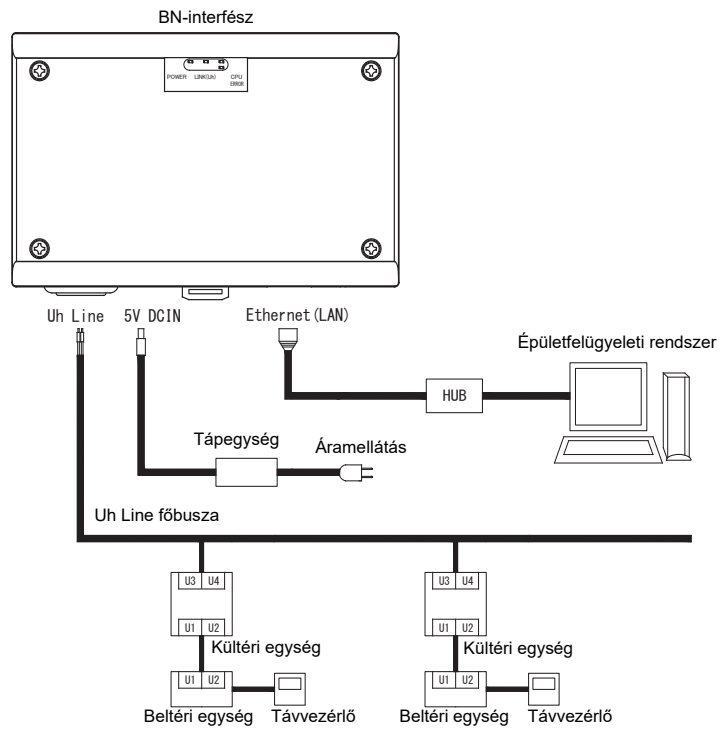 BN-interfész
POWER LINK(Uh) CPU
ERROR
Uh Line 5V DCIN Ethernet(LAN)
Épületfelügyeleti rendszer
HUB
Tápegység
Áramellátás
Uh Line főbusza
U3 U4 U3 U4
U1 U2 U1 U2
Kültéri egység Kültéri egység
U1 U2 U1 U2
Beltéri egység Távvezérlő Beltéri egység Távvezérlő